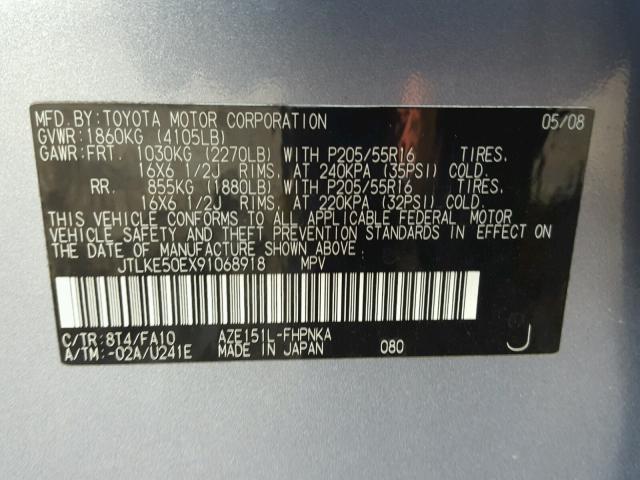 MFD. BY: TOYOTA MOTOR CORPORATION 05/08
GVWR: 1860KG (4105LB)
GAWR: FRT. 1030KG (2270LB) WITH P205/55R16 TIRES.
16X6 1/2J RIMS, AT 240KPA (35PSI) COLD.
RR. 855KG (1880LB) WITH P205/55R16 TIRES.
16X6 1/2J RIMS, AT 220KPA (32PSI) COLD.
THIS VEHICLE CONFORMS TO ALL APPLICABLE FEDERAL MOTOR
VEHICLE SAFETY AND THEFT PREVENTION STANDARDS IN EFFECT ON
THE DATE OF MANUFACTURE SHOWN ABOVE.
JTLKE50EX91068918 MPV
C/TR: 8T4/FA10 AZE151L-FHPNKA
A/TM: -02A/U241E MADE IN JAPAN 080 J